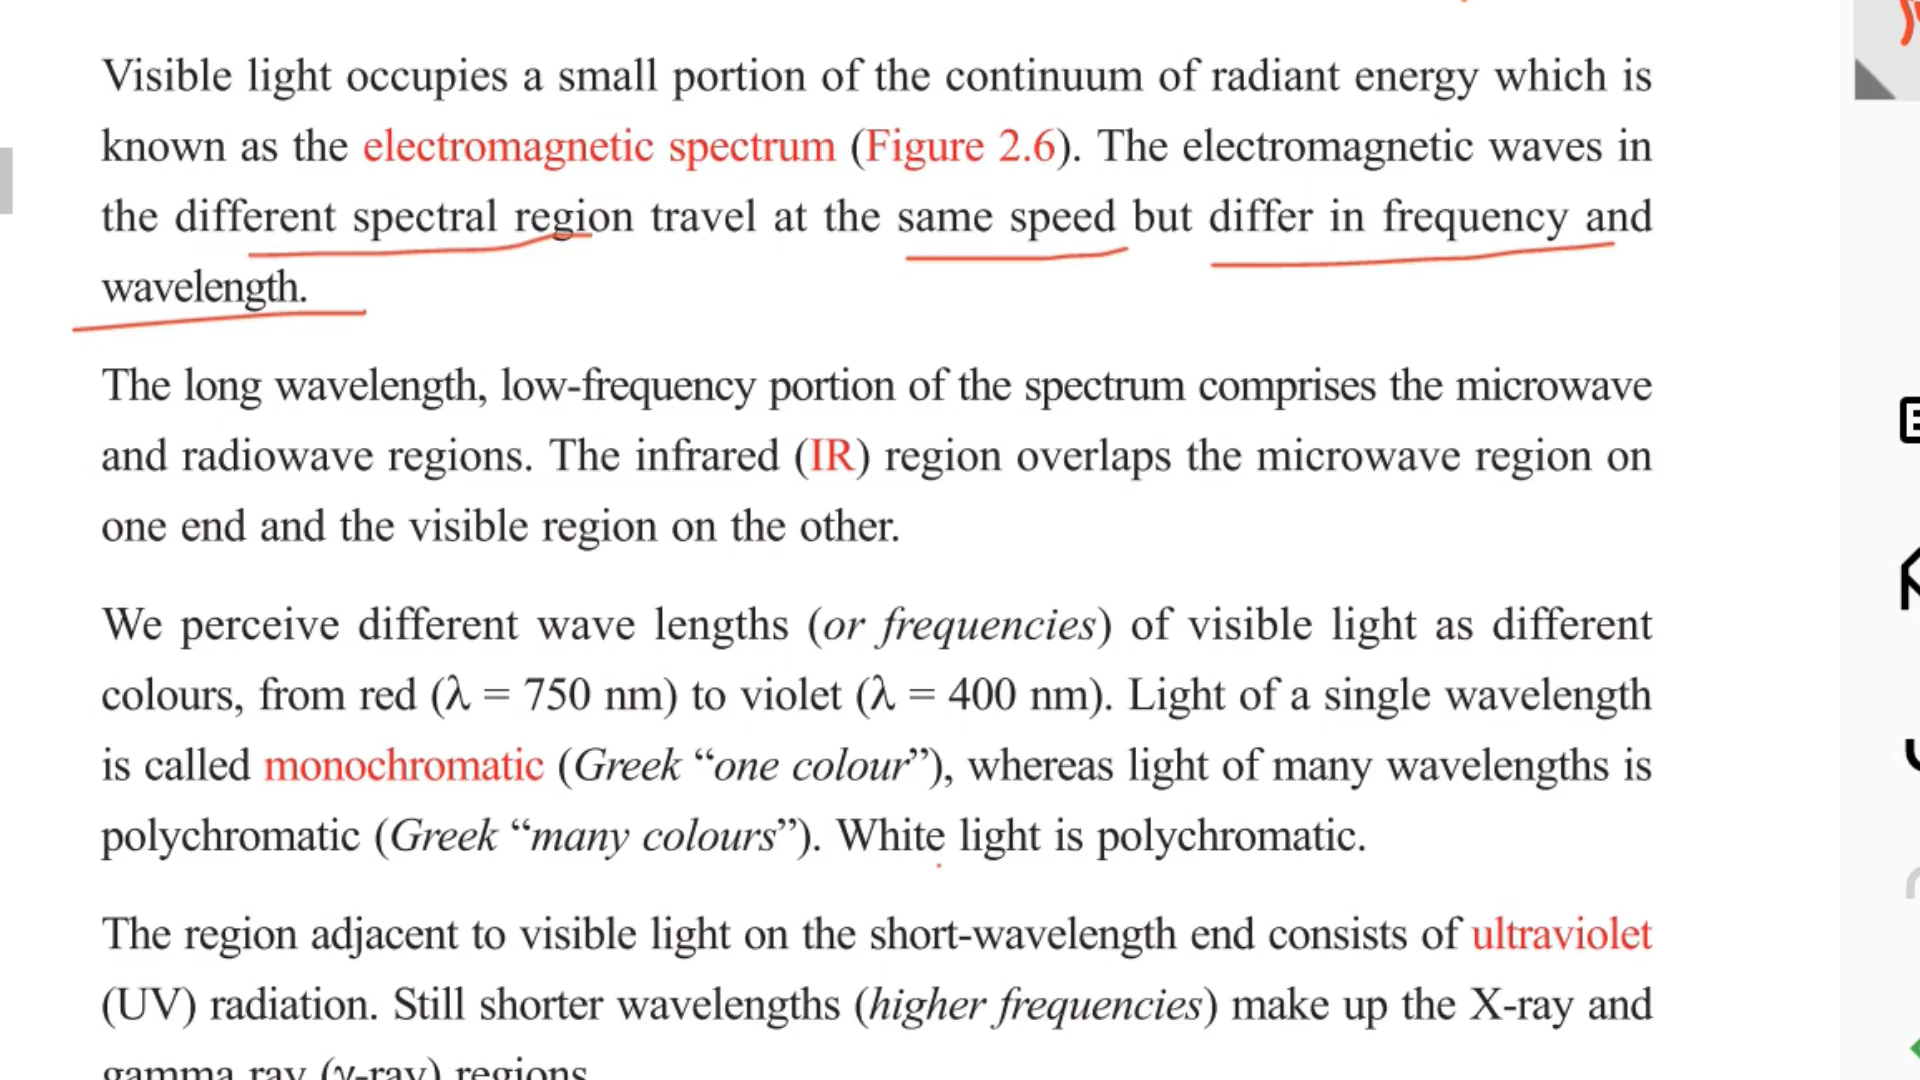 Visible light occupies a small portion of the continuum of radiant energy which is
known as the electromagnetic spectrum (Figure 2.6). The electromagnetic waves in
the different spectral region travel at the same speed but differ in frequency and
wavelength.
The long wavelength, low-frequency portion of the spectrum comprises the microwave
and radiowave regions. The infrared (IR) region overlaps the microwave region on
one end and the visible region on the other.
We perceive different wave lengths (or frequencies) of visible light as different
colours, from red (λ = 750 nm) to violet (λ = 400 nm). Light of a single wavelength
is called monochromatic (Greek “one colour”), whereas light of many wavelengths is
polychromatic (Greek “many colours”). White light is polychromatic.
The region adjacent to visible light on the short-wavelength end consists of ultraviolet
(UV) radiation. Still shorter wavelengths (higher frequencies) make up the X-ray and
gamma ray (γ-ray) regions.